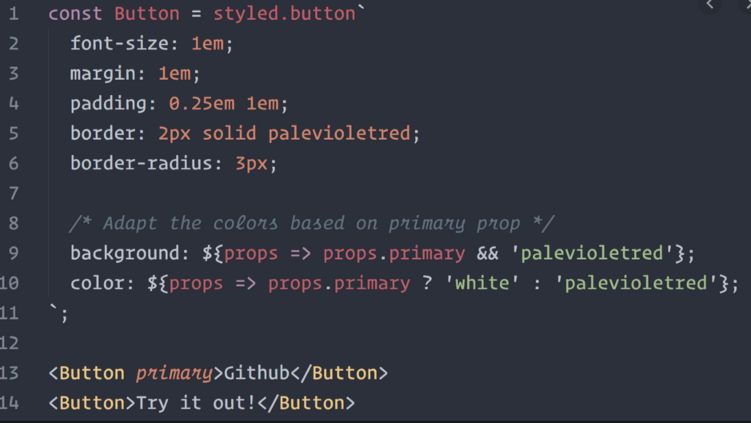 1 const Button = styled.button`
2 font-size: 1em;
3 margin: 1em;
4 padding: 0.25em 1em;
5 border: 2px solid palevioletred;
6 border-radius: 3px;
7
8 /* Adapt the colors based on primary prop */
9 background: ${props => props.primary && 'palevioletred'};
10 color: ${props => props.primary ? 'white' : 'palevioletred'};
11 `;
12
13 <Button primary>Github</Button>
14 <Button>Try it out!</Button>